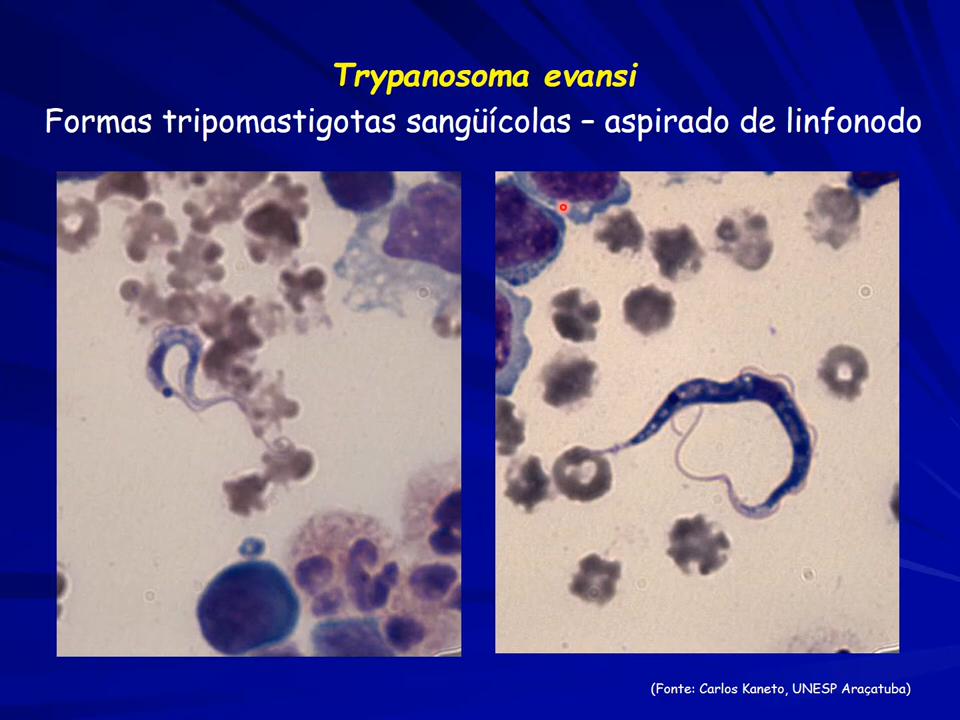 Trypanosoma evansi
Formas tripomastigotas sangüícolas – aspirado de linfonodo
(Fonte: Carlos Kaneto, UNESP Araçatuba)